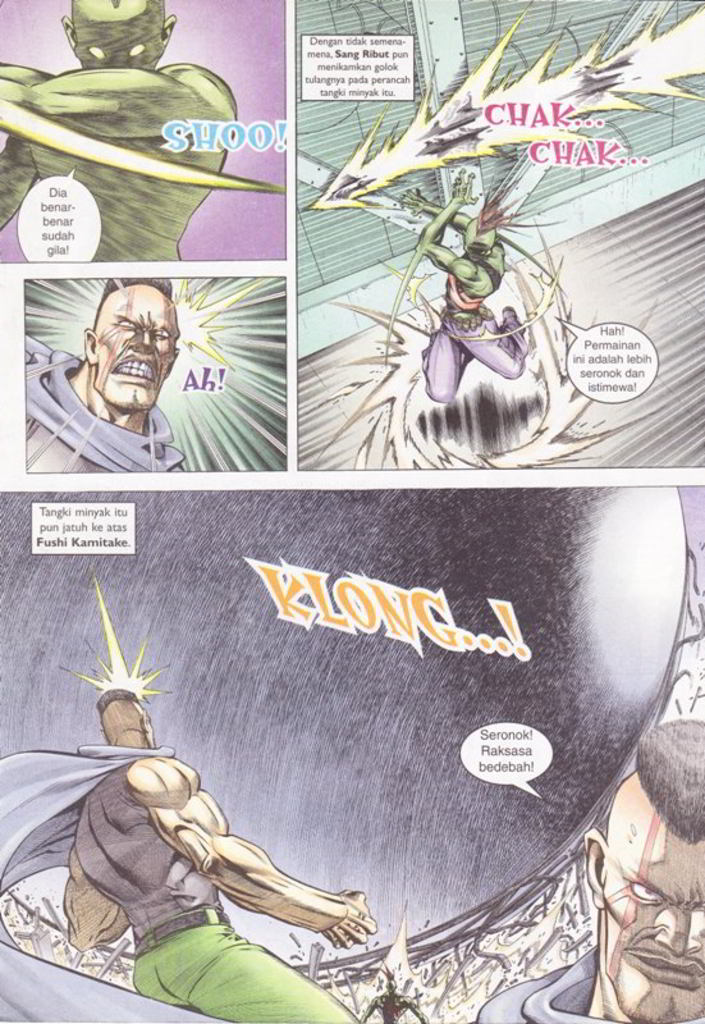 SHOO!
Dia
benar-
benar
sudah
gila!
Dengan tidak semena-
mena, Sang Ribut pun
menikamkan golok
tulangnya pada perancah
tangki minyak itu.
CHAK...
CHAK...
Hah!
Permainan
ini adalah lebih
seronok dan
istimewa!
AH!
Tangki minyak itu
pun jatuh ke atas
Fushi Kamitake.
KLONG....!
Seronok!
Raksasa
bedebah!